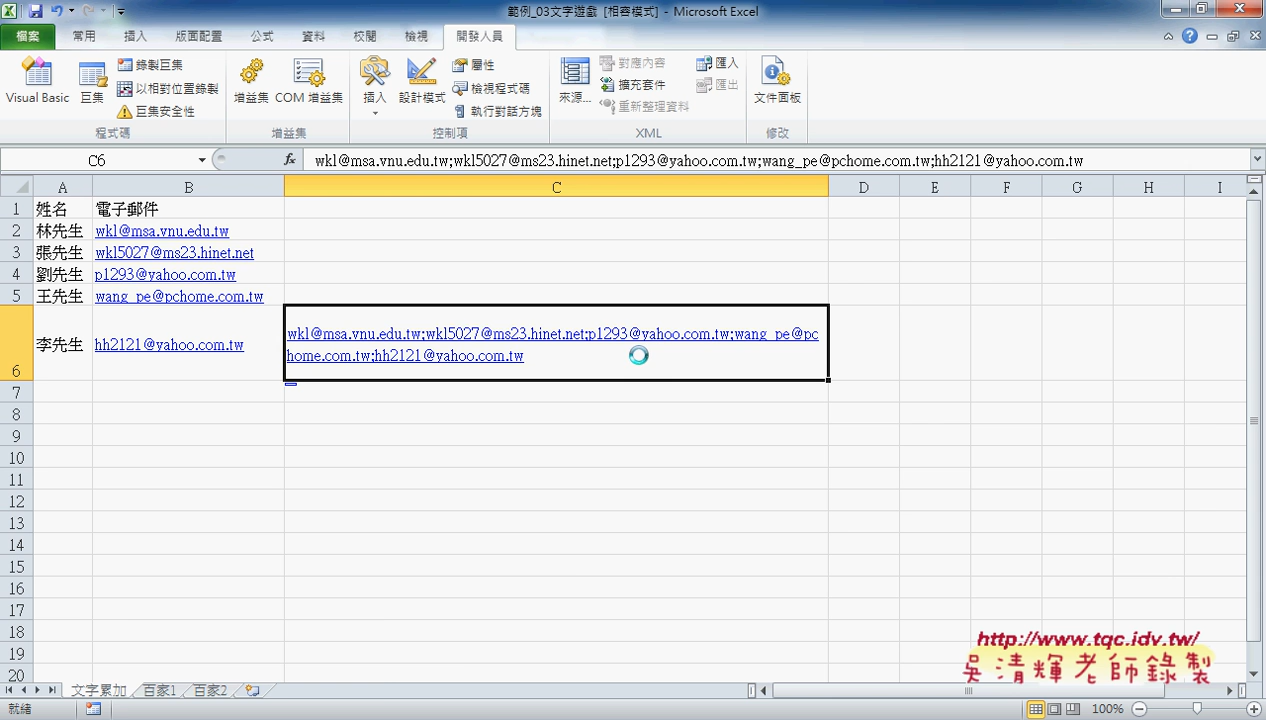 範例_03文字遊戲 [相容模式] - Microsoft Excel
檔案 常用 插入 版面配置 公式 資料 校閱 檢視 開發人員
Visual Basic 巨集 錄製巨集 以相對位置錄製 巨集安全性 程式碼
增益集 COM 增益集 增益集
插入 設計模式 屬性 檢視程式碼 執行對話方塊 控制項
來源... 對應內容 擴充套件 重新整理資料 匯入 匯出 XML
文件面板 修改
C6 fx wkl@msa.vnu.edu.tw;wkl5027@ms23.hinet.net;p1293@yahoo.com.tw;wang_pe@pchome.com.tw;hh2121@yahoo.com.tw
A B C D E F G H I
1 姓名 電子郵件
2 林先生 wkl@msa.vnu.edu.tw
3 張先生 wkl5027@ms23.hinet.net
4 劉先生 p1293@yahoo.com.tw
5 王先生 wang_pe@pchome.com.tw
6 李先生 hh2121@yahoo.com.tw
wkl@msa.vnu.edu.tw;wkl5027@ms23.hinet.net;p1293@yahoo.com.tw;wang_pe@pc
home.com.tw;hh2121@yahoo.com.tw
7
8
9
10
11
12
13
14
15
16
17
18
19
20
http://www.tqc.idv.tw/
吳清輝老師錄製
文字累加 百家1 百家2
就緒 100%